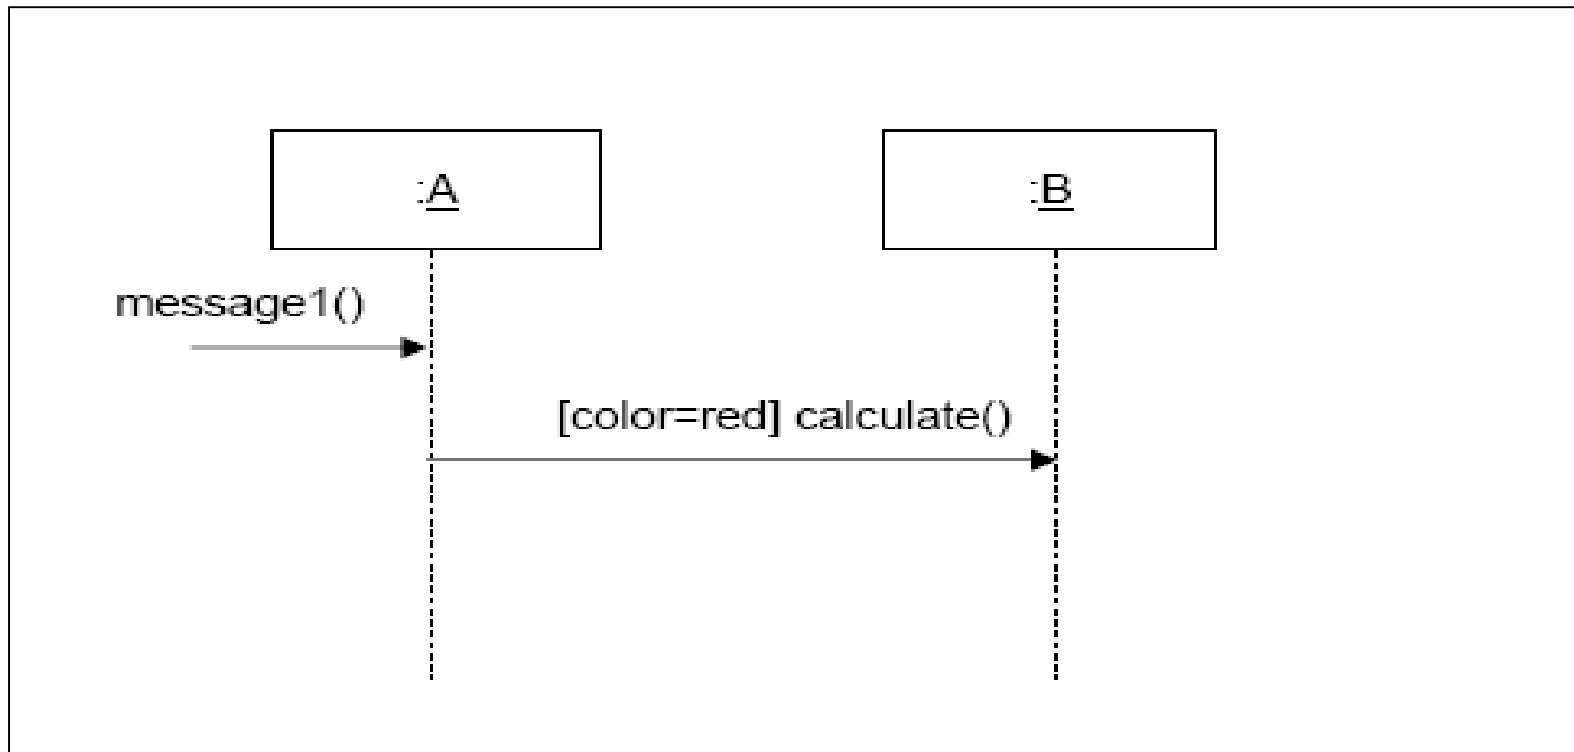 :A
:B
message1()
[color=red] calculate()